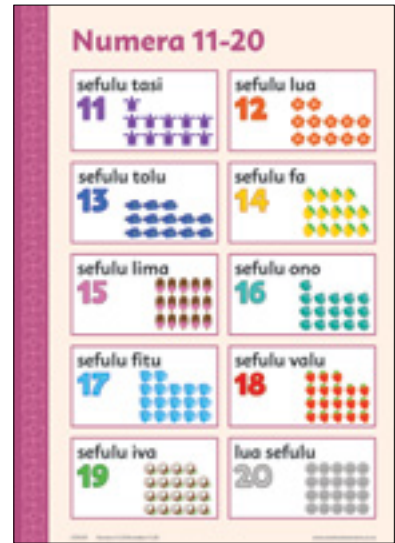 Numera 11-20
sefulu tasi
11
sefulu lua
12
sefulu tolu
13
sefulu fa
14
sefulu lima
15
sefulu ono
16
sefulu fitu
17
sefulu valu
18
sefulu iva
19
lua sefulu
20